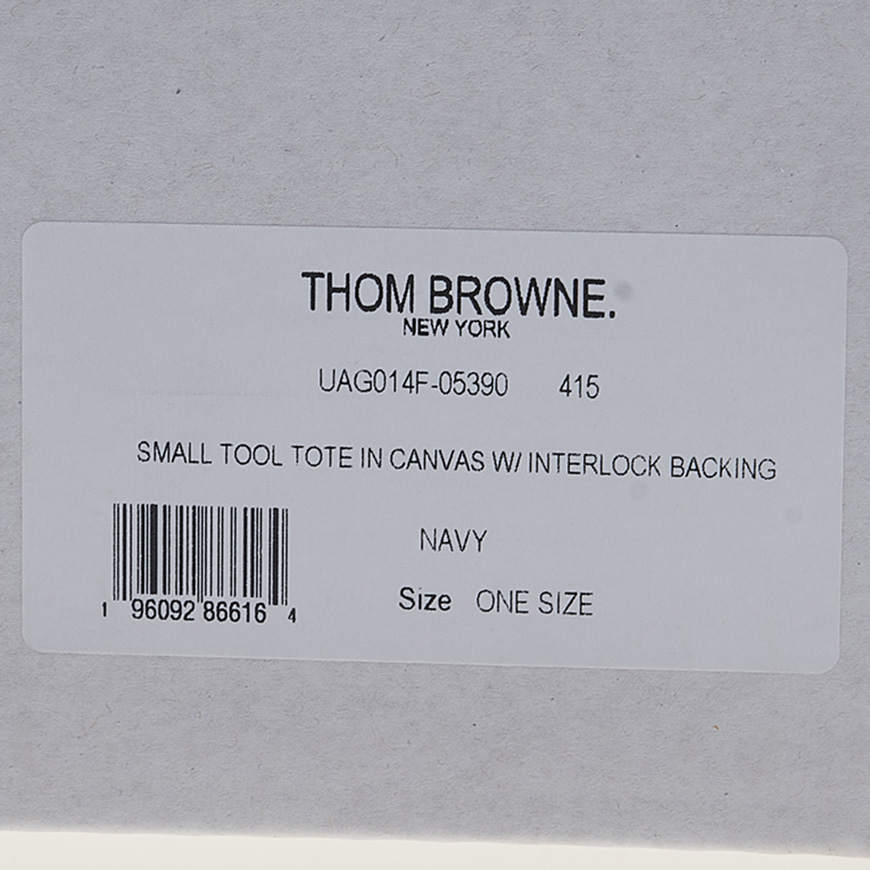 THOM BROWNE.
NEW YORK
UAG014F-05390 415
SMALL TOOL TOTE IN CANVAS W/ INTERLOCK BACKING
NAVY
Size ONE SIZE
1 96092 86616 4